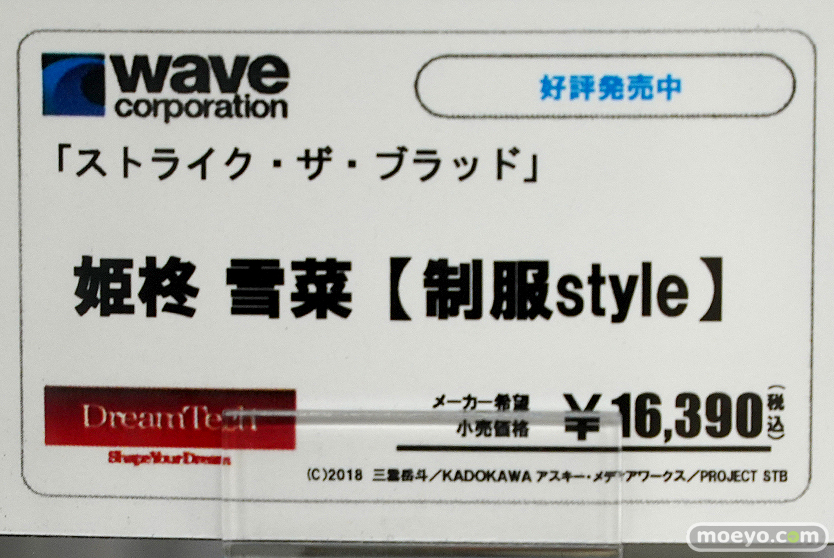 wave
corporation
好評発売中
「ストライク・ザ・ブラッド」
姫柊 雪菜【制服style】
DreamTech
ShapeYourDream
メーカー希望
小売価格
¥16,390(税込)
(C)2018 三雲岳斗/KADOKAWA アスキー・メディアワークス/PROJECT STB
moeyo.com